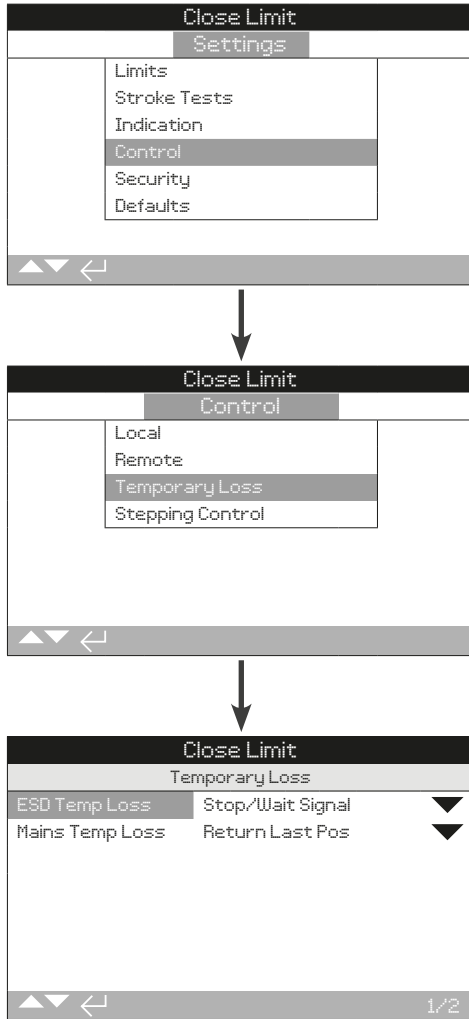 Close Limit
Settings
Limits
Stroke Tests
Indication
Control
Security
Defaults
Close Limit
Control
Local
Remote
Temporary Loss
Stepping Control
Close Limit
Temporary Loss
ESD Temp Loss Stop/Wait Signal
Mains Temp Loss Return Last Pos
1/2